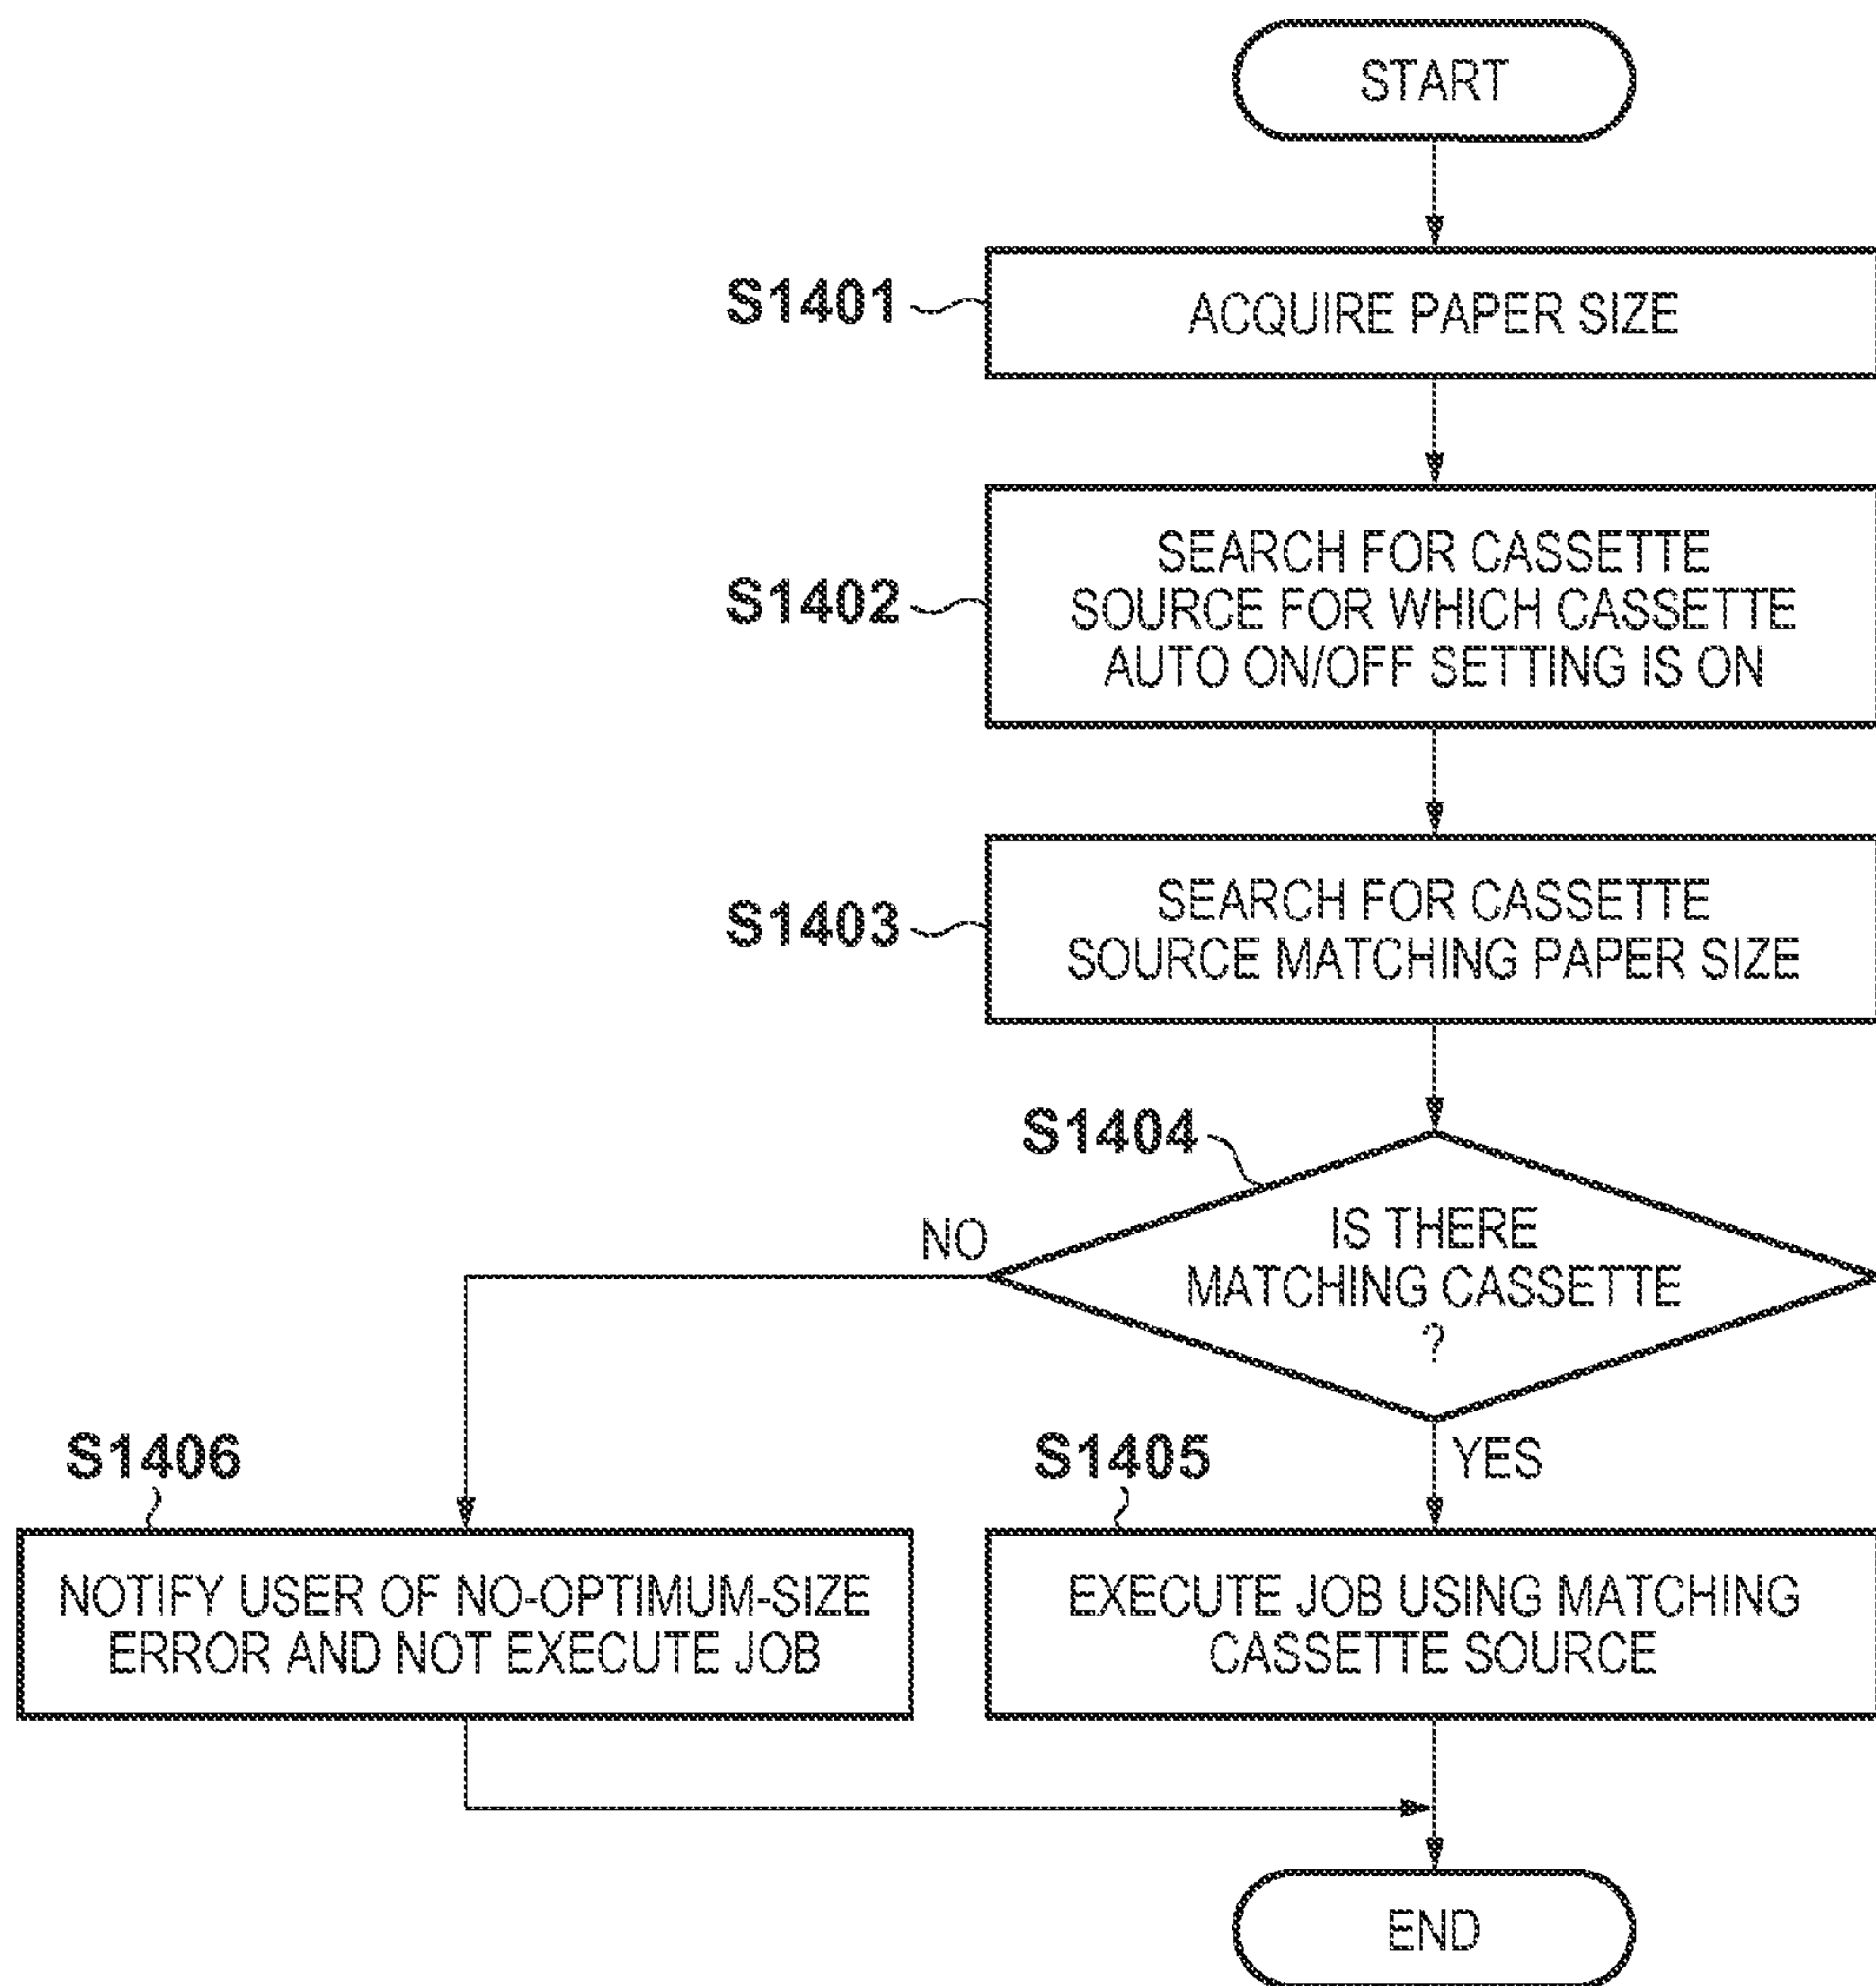 START
S1401
ACQUIRE PAPER SIZE
S1402
SEARCH FOR CASSETTE
SOURCE FOR WHICH CASSETTE
AUTO ON/OFF SETTING IS ON
S1403
SEARCH FOR CASSETTE
SOURCE MATCHING PAPER SIZE
S1404
IS THERE
MATCHING CASSETTE
?
NO
YES
S1406
NOTIFY USER OF NO-OPTIMUM-SIZE
ERROR AND NOT EXECUTE JOB
S1405
EXECUTE JOB USING MATCHING
CASSETTE SOURCE
END